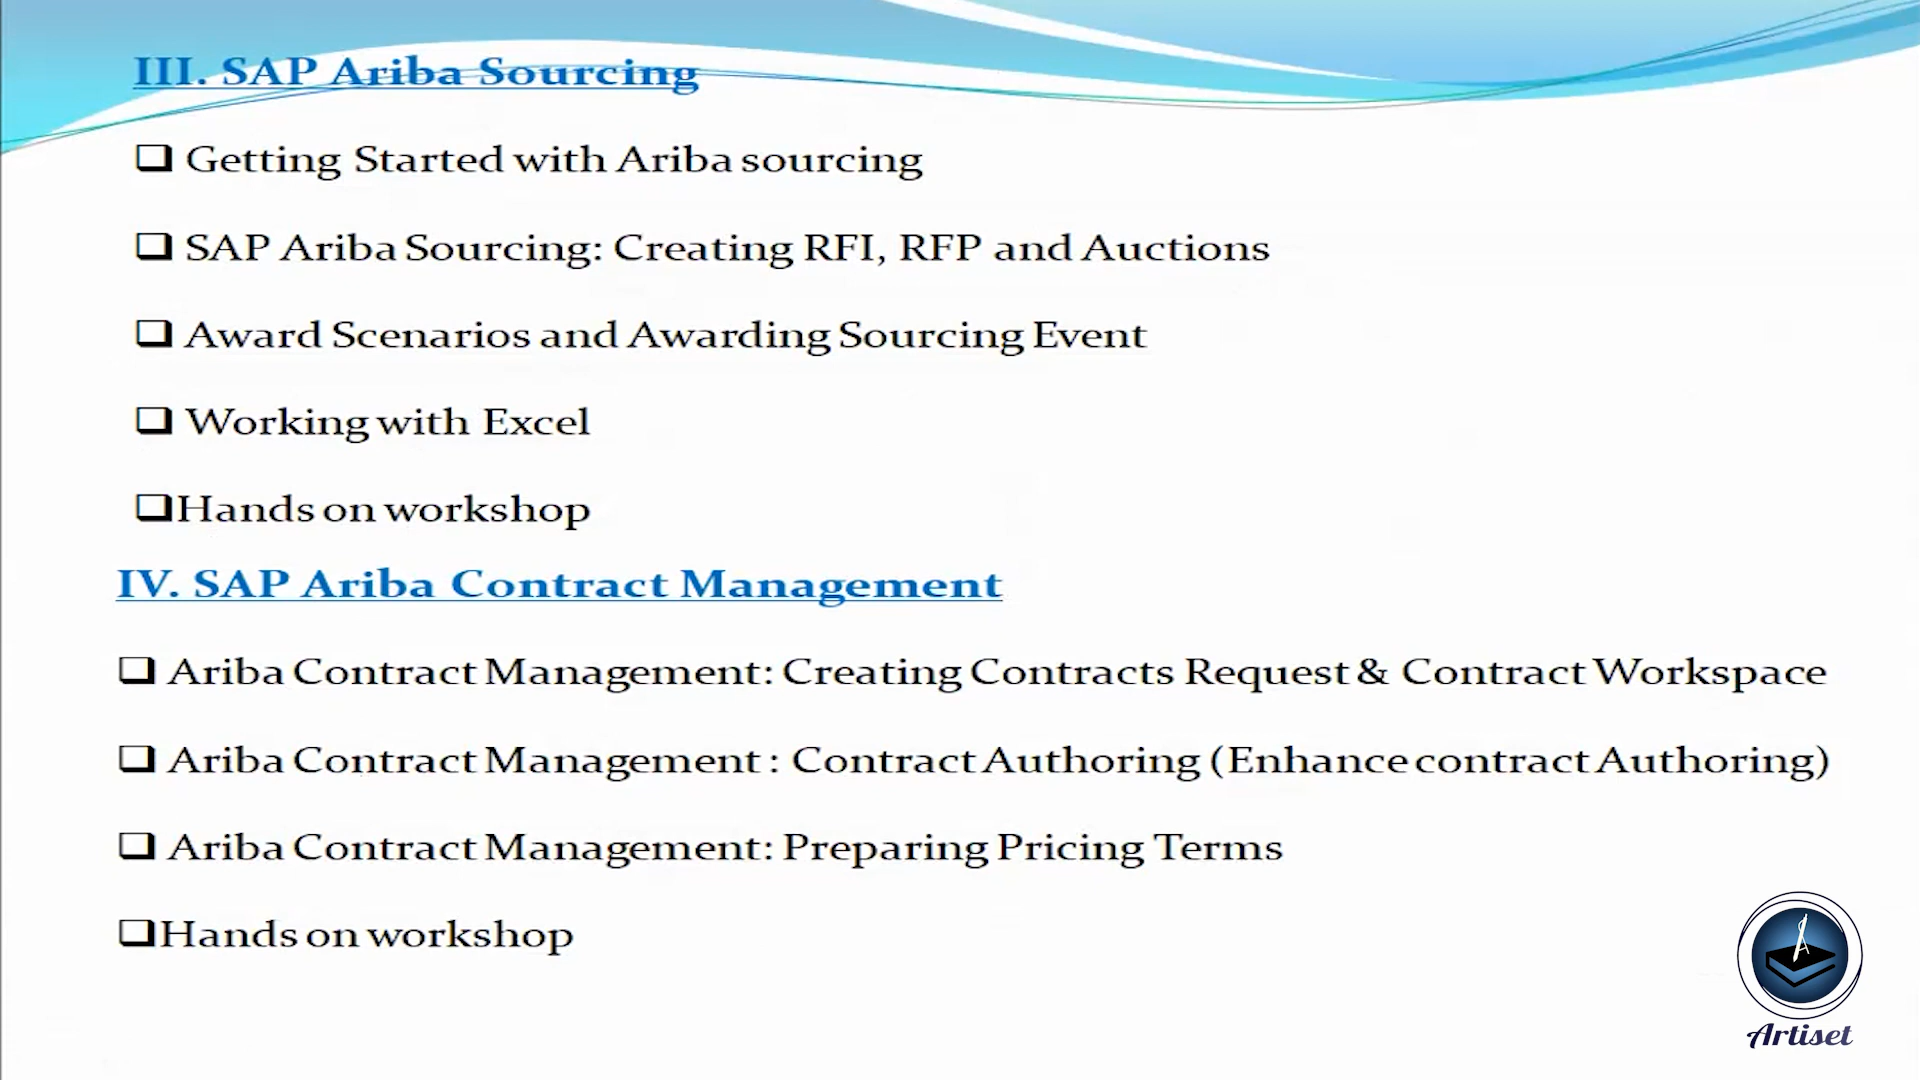 III. SAP Ariba Sourcing
Getting Started with Ariba sourcing
SAP Ariba Sourcing: Creating RFI, RFP and Auctions
Award Scenarios and Awarding Sourcing Event
Working with Excel
Hands on workshop
IV. SAP Ariba Contract Management
Ariba Contract Management: Creating Contracts Request & Contract Workspace
Ariba Contract Management : Contract Authoring (Enhance contract Authoring)
Ariba Contract Management: Preparing Pricing Terms
Hands on workshop
Artiset